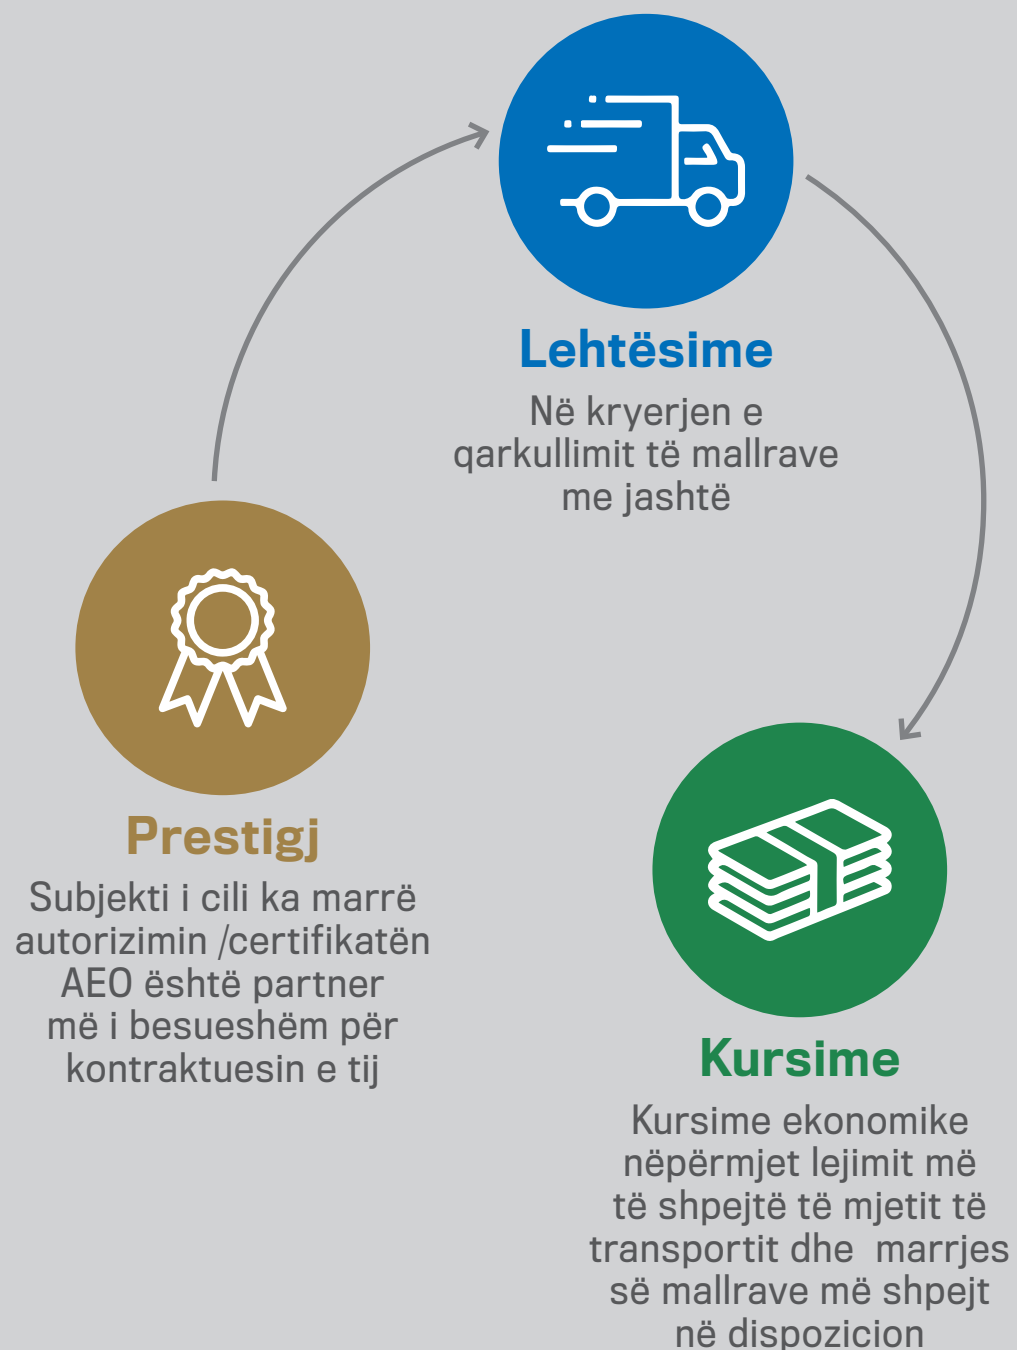 Lehtësime
Në kryerjen e
qarkullimit të mallrave
me jashtë
Prestigj
Subjekti i cili ka marrë
autorizimin /certifikatën
AEO është partner
më i besueshëm për
kontraktuesin e tij
Kursime
Kursime ekonomike
nëpërmjet lejimit më
të shpejtë të mjetit të
transportit dhe  marrjes
së mallrave më shpejt
në dispozicion